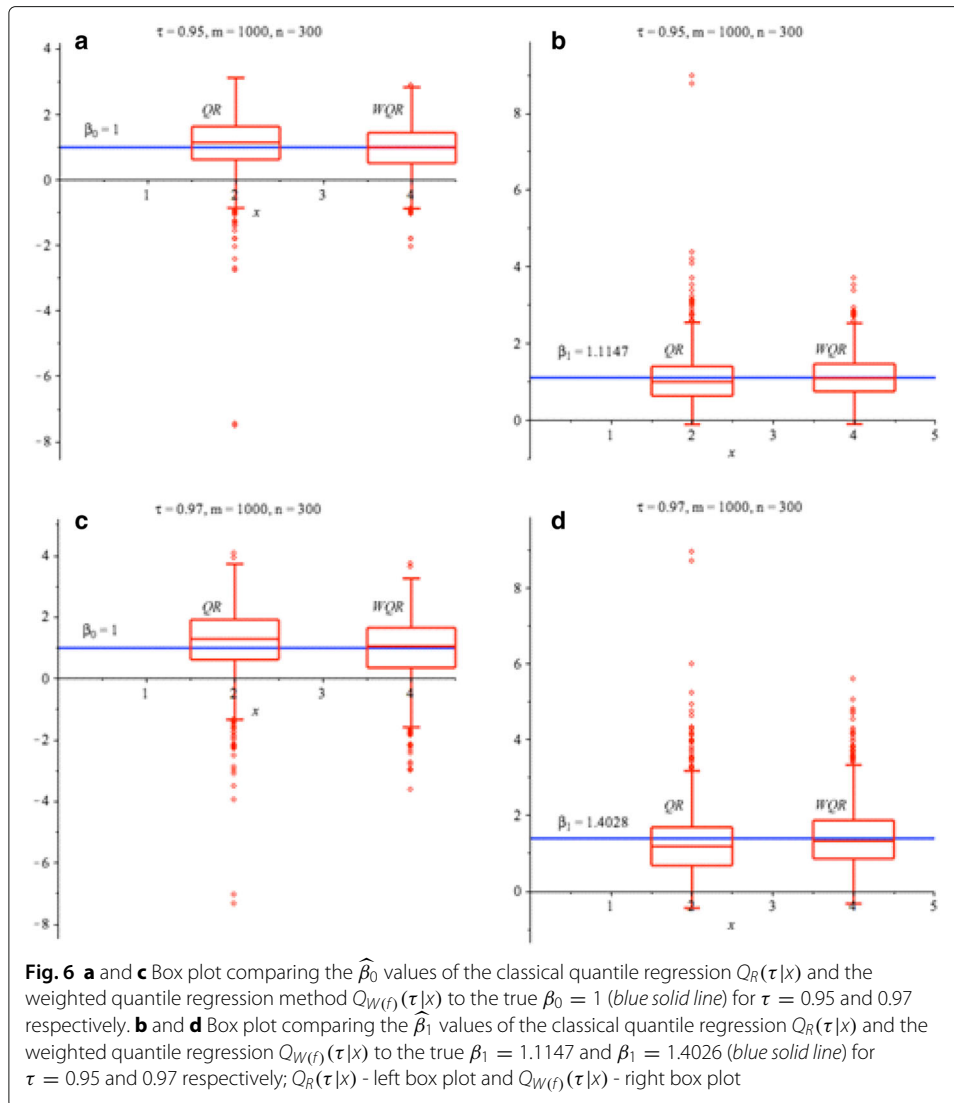 a
τ = 0.95, m = 1000, n = 300
4
QR
WQR
2
β₀ = 1
0
1
2
3
4
x
-2
-4
-6
-8
b
τ = 0.95, m = 1000, n = 300
8
6
4
2
β₁ = 1.1147
QR
WQR
0
1
2
3
4
5
x
c
τ = 0.97, m = 1000, n = 300
4
QR
WQR
2
β₀ = 1
0
1
2
3
4
x
-2
-4
-6
-8
d
τ = 0.97, m = 1000, n = 300
8
6
4
2
QR
WQR
β₁ = 1.4028
0
1
2
3
4
5
x
Fig. 6 a and c Box plot comparing the β̂₀ values of the classical quantile regression Q_R(τ|x) and the
weighted quantile regression method Q_W(f)(τ|x) to the true β₀ = 1 (blue solid line) for τ = 0.95 and 0.97
respectively. b and d Box plot comparing the β̂₁ values of the classical quantile regression Q_R(τ|x) and the
weighted quantile regression Q_W(f)(τ|x) to the true β₁ = 1.1147 and β₁ = 1.4026 (blue solid line) for
τ = 0.95 and 0.97 respectively; Q_R(τ|x) - left box plot and Q_W(f)(τ|x) - right box plot